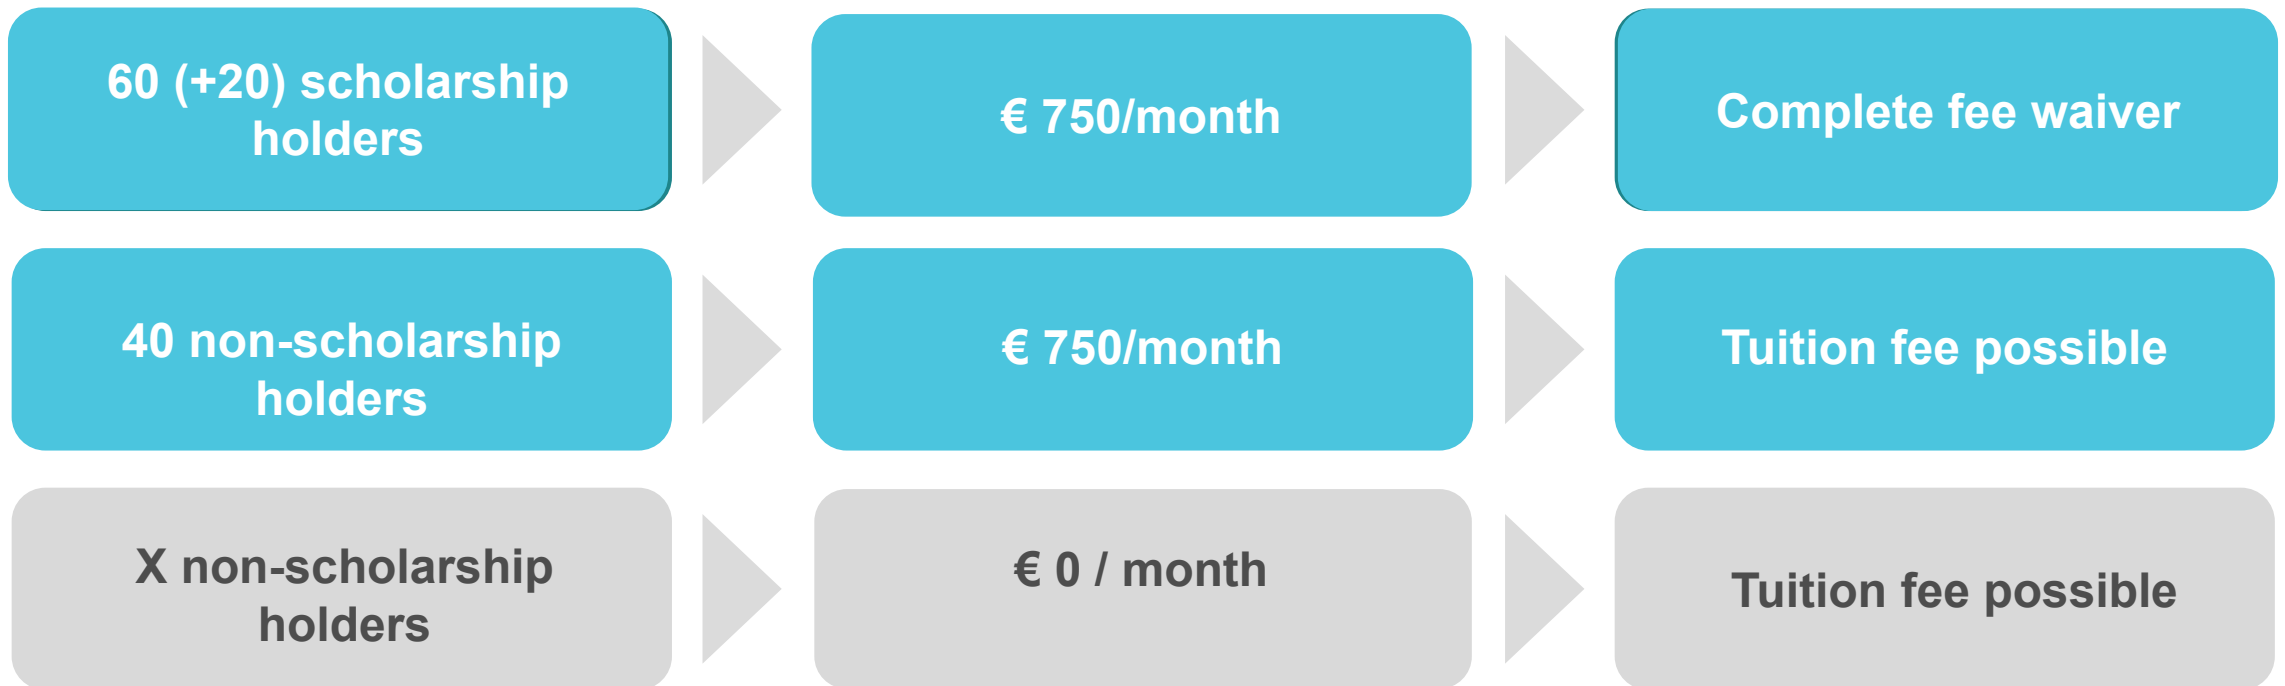 60 (+20) scholarship
holders
€ 750/month
Complete fee waiver
40 non-scholarship
holders
€ 750/month
Tuition fee possible
X non-scholarship
holders
€ 0 / month
Tuition fee possible